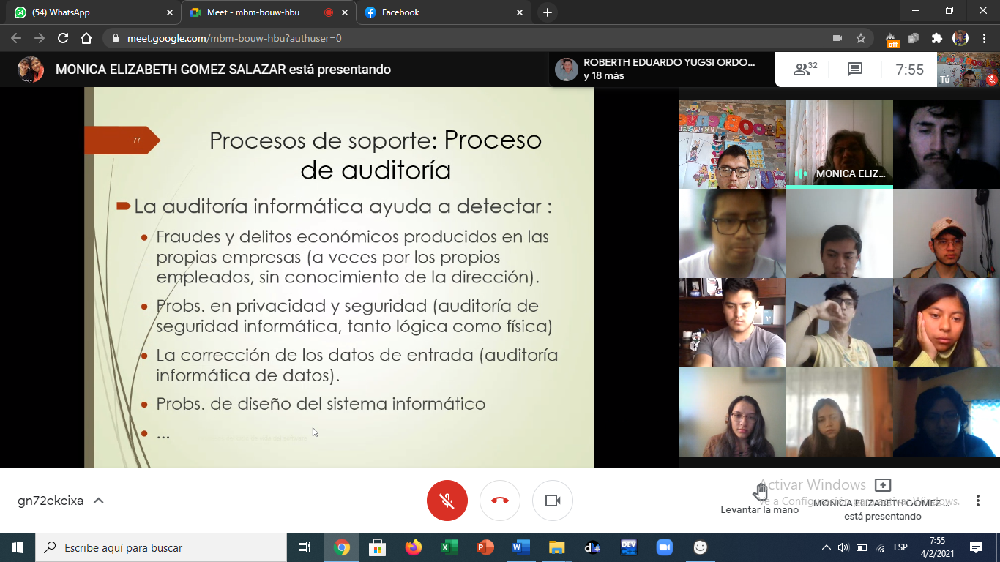 (54) WhatsApp
Meet - mbm-bouw-hbu
Facebook
meet.google.com/mbm-bouw-hbu?authuser=0
off
MONICA ELIZABETH GOMEZ SALAZAR está presentando
ROBERTH EDUARDO YUGSI ORDO...
y 18 más
32
7:55
Tú
77
Procesos de soporte: Proceso
de auditoría
La auditoría informática ayuda a detectar :
Fraudes y delitos económicos producidos en las
propias empresas (a veces por los propios
empleados, sin conocimiento de la dirección).
Probs. en privacidad y seguridad (auditoría de
seguridad informática, tanto lógica como física)
La corrección de los datos de entrada (auditoría
informática de datos).
Probs. de diseño del sistema informático
...
MONICA ELIZ...
gn72ckcixa
Levantar la mano
Activar Windows
Ve a Configuración para activar Windows.
MONICA ELIZABETH GOMEZ ...
está presentando
Escribe aquí para buscar
DEV
ESP
7:55
4/2/2021